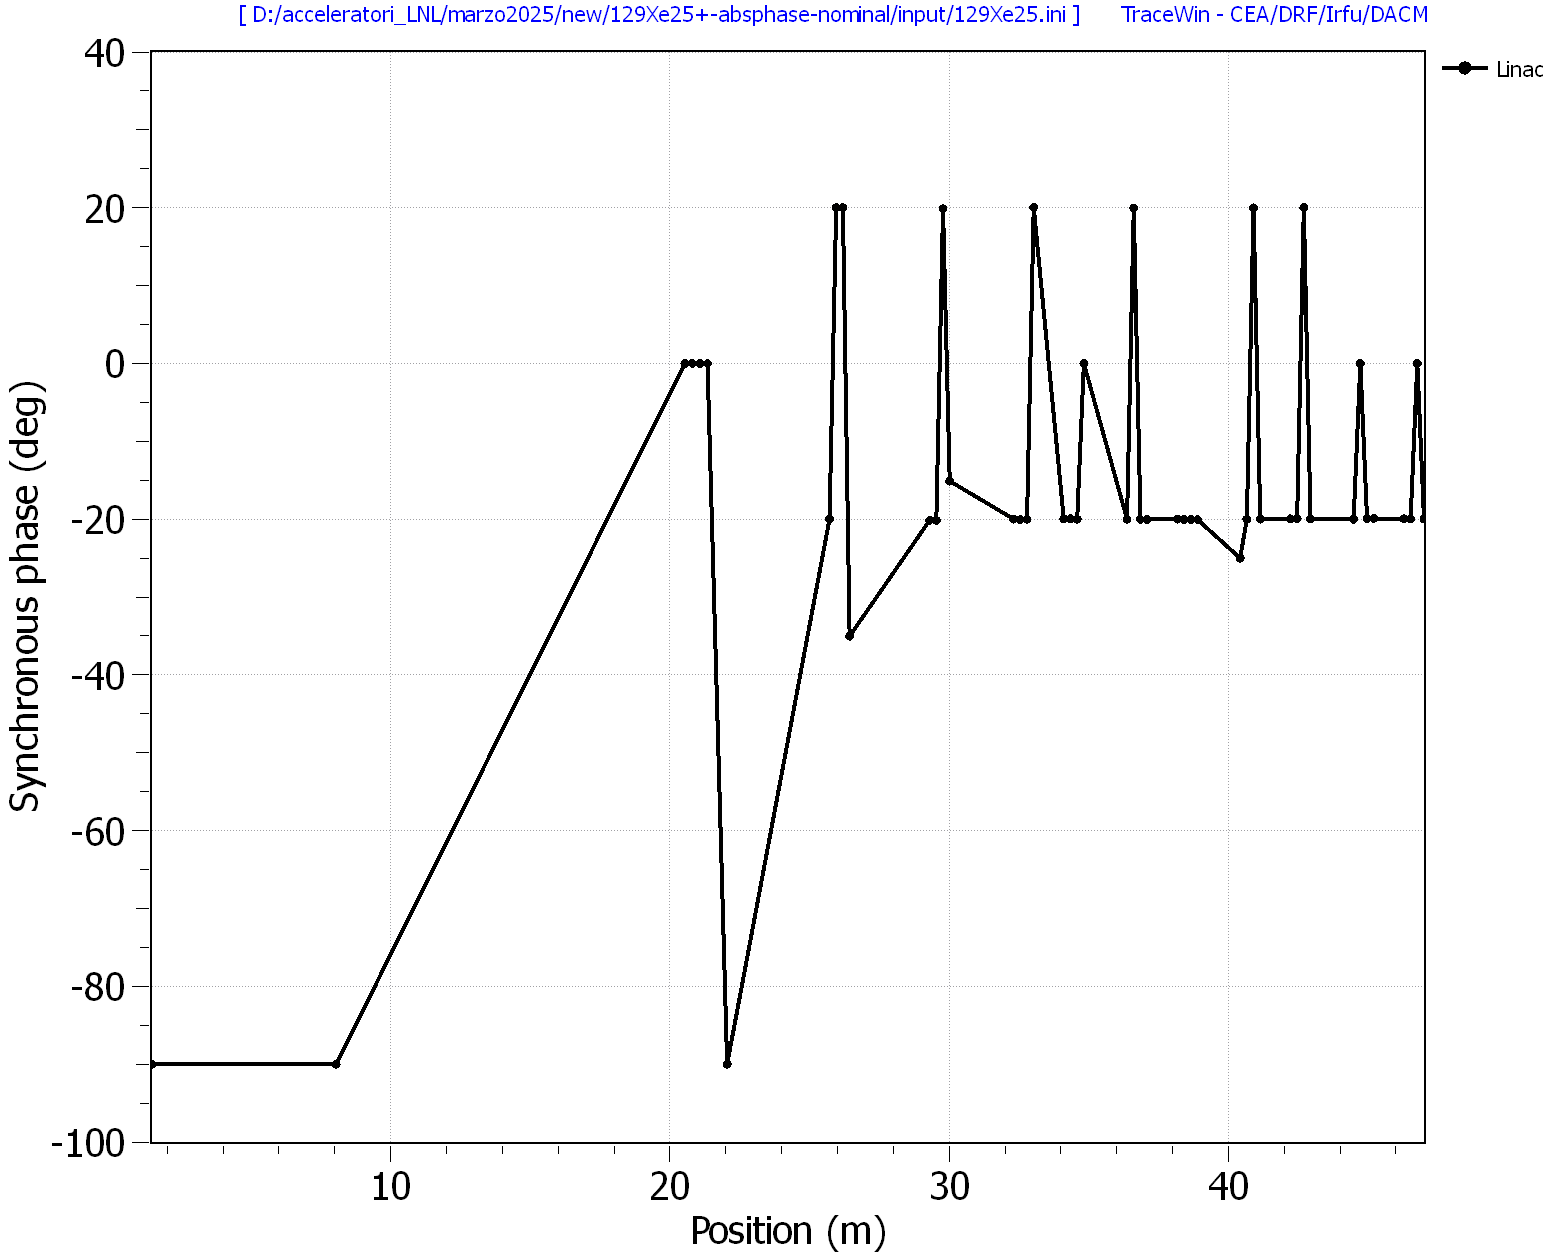 [ D:/acceleratori_LNL/marzo2025/new/129Xe25+-absphase-nominal/input/129Xe25.ini ] TraceWin - CEA/DRF/Irfu/DACM
Linac
40
20
0
-20
-40
-60
-80
-100
Synchronous phase (deg)
10 20 30 40
Position (m)